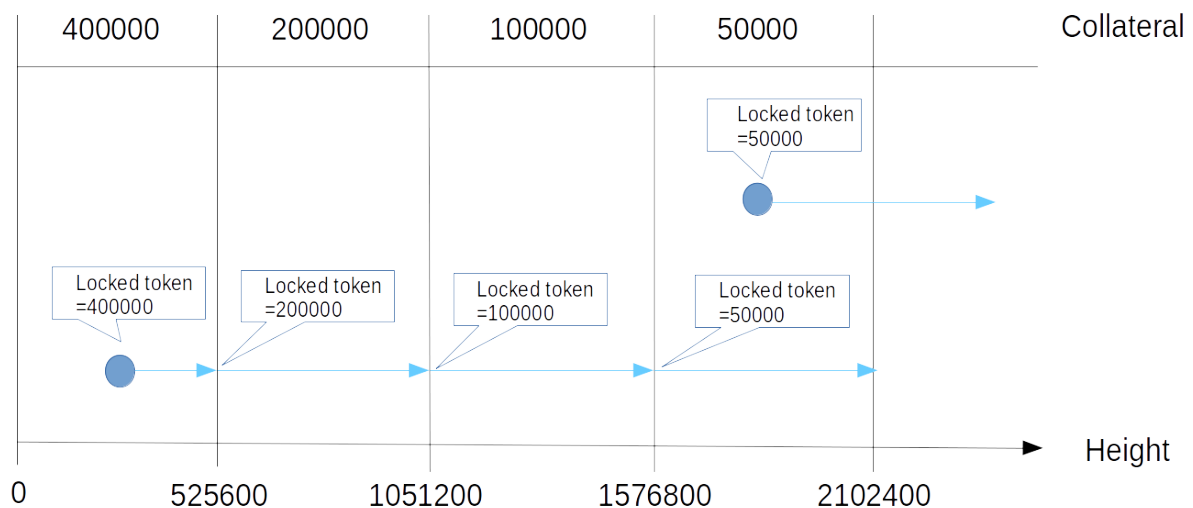 400000 200000 100000 50000 Collateral
Locked token
=50000
Locked token
=400000
Locked token
=200000
Locked token
=100000
Locked token
=50000
Height
0 525600 1051200 1576800 2102400